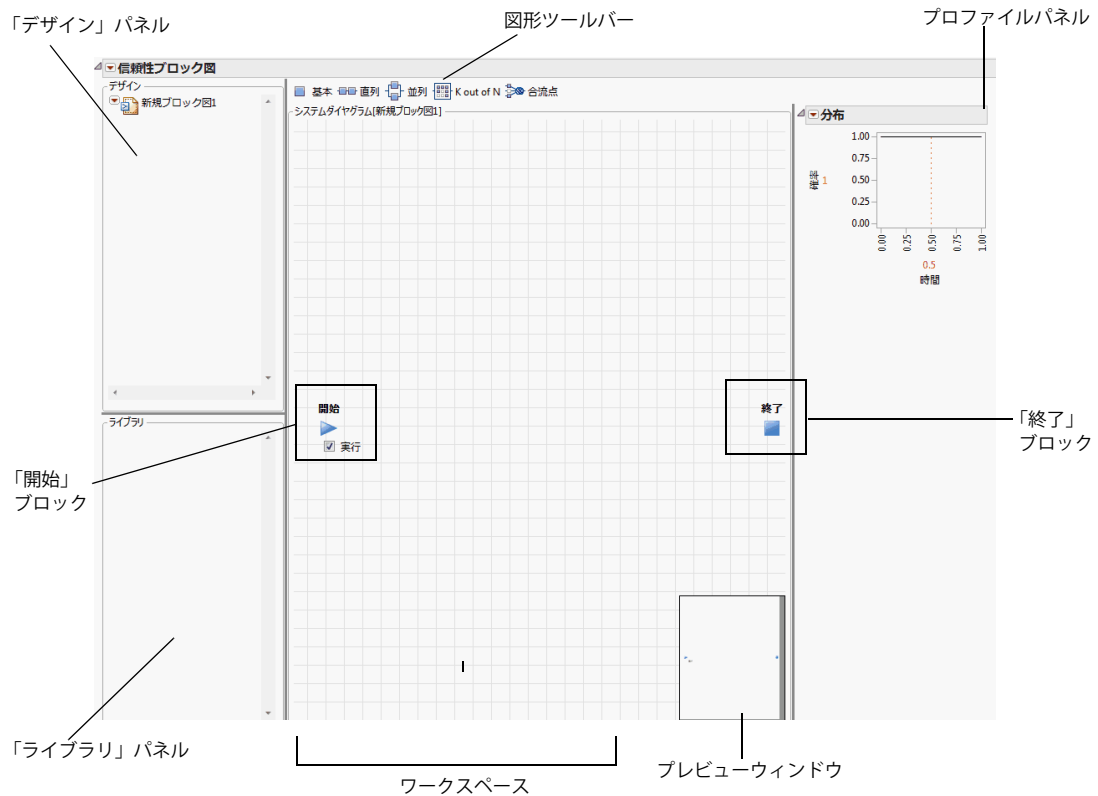 「デザイン」パネル
図形ツールバー
プロファイルパネル
信頼性ブロック図
デザイン
新規ブロック図1
基本 直列 並列 K out of N 合流点
システムダイヤグラム[新規ブロック図1]
分布
1.00
0.75
0.50
0.25
0.00
確率
1
0.00
0.25
0.50
0.75
1.00
0.5
時間
開始
実行
終了
「終了」
ブロック
ライブラリ
「開始」
ブロック
「ライブラリ」パネル
ワークスペース
プレビューウィンドウ